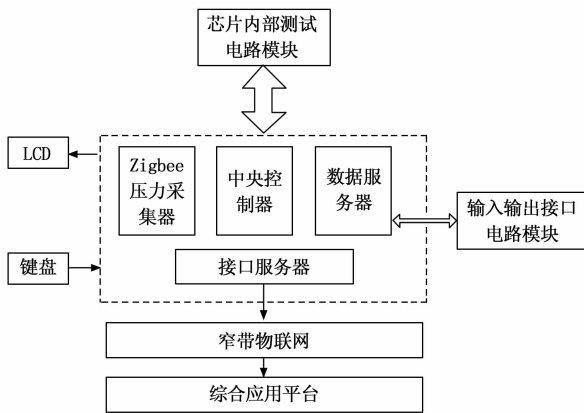 芯片内部测试
电路模块
LCD
Zigbee
压力采
集器
中央控
制器
数据服
务器
输入输出接口
电路模块
键盘
接口服务器
窄带物联网
综合应用平台